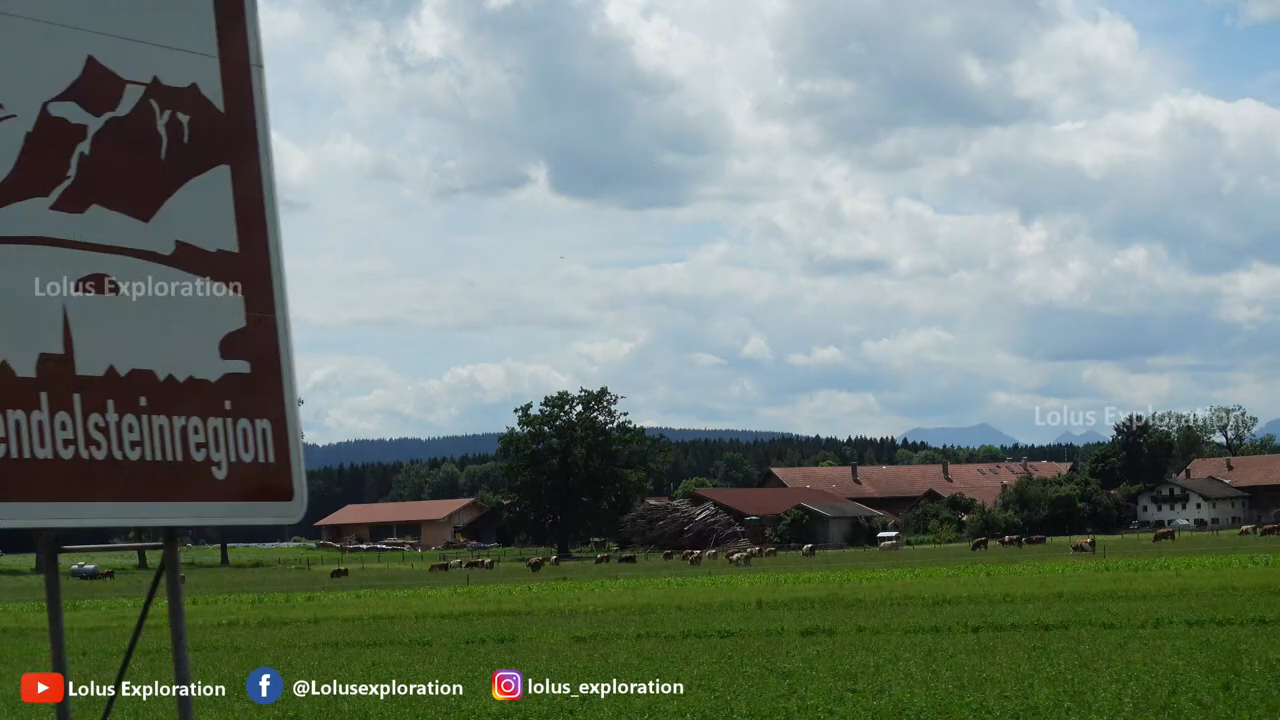 Lolus Exploration
endelsteinregion
Lolus Exploration
Lolus Exploration
@Lolusexploration
lolus_exploration